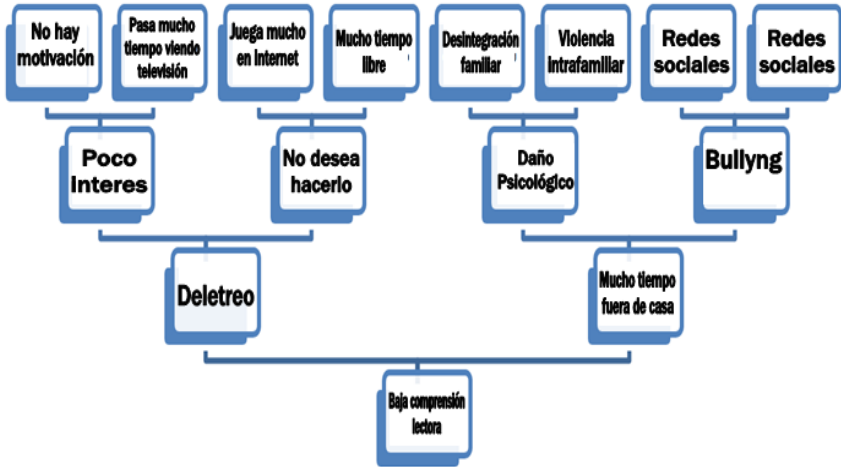 No hay
motivación
Pasa mucho
tiempo viendo
televisión
Juega mucho
en Internet
Mucho tiempo
libre
Desintegración
familiar
Violencia
intrafamiliar
Redes
sociales
Redes
sociales
Poco
Interes
No desea
hacerlo
Daño
Psicológico
Bullyng
Deletreo
Mucho tiempo
fuera de casa
Baja comprensión
lectora